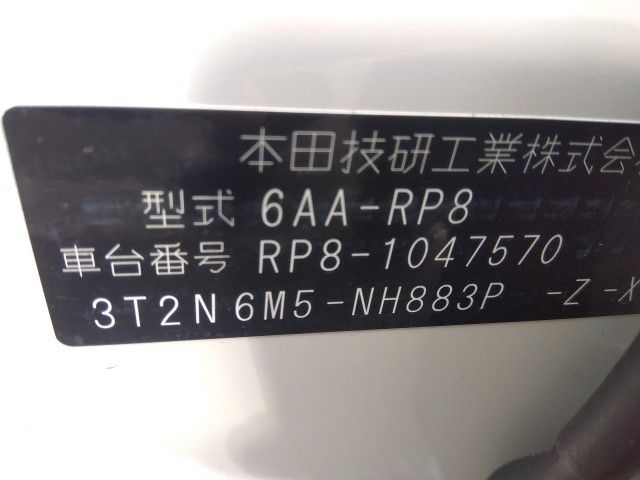 本田技研工業株式会
型式 6AA-RP8
車台番号 RP8-1047570
3T2N6M5-NH883P -Z -X